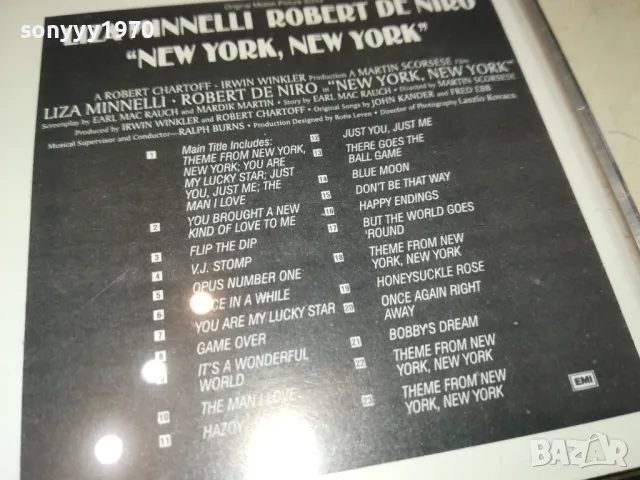 sonyyy1970
Original Motion Picture Score
LIZA MINNELLI ROBERT DE NIRO
"NEW YORK, NEW YORK"
A ROBERT CHARTOFF - IRWIN WINKLER Production A MARTIN SCORSESE Film
LIZA MINNELLI · ROBERT DE NIRO in "NEW YORK, NEW YORK"
Screenplay by EARL MAC RAUCH and MARDIK MARTIN · Story by EARL MAC RAUCH · Directed by MARTIN SCORSESE
Produced by IRWIN WINKLER and ROBERT CHARTOFF · Original Songs by JOHN KANDER and FRED EBB
Musical Supervisor and Conductor—RALPH BURNS · Production Designed by Boris Leven · Director of Photography Laszlo Kovacs
1 Main Title Includes:
THEME FROM NEW YORK,
NEW YORK; YOU ARE
MY LUCKY STAR; JUST
YOU, JUST ME; THE
MAN I LOVE
2 YOU BROUGHT A NEW
KIND OF LOVE TO ME
3 FLIP THE DIP
4 V.J. STOMP
5 OPUS NUMBER ONE
6 ONCE IN A WHILE
7 YOU ARE MY LUCKY STAR
8 GAME OVER
9 IT'S A WONDERFUL
WORLD
10 THE MAN I LOVE
11 HAZOY
12 JUST YOU, JUST ME
13 THERE GOES THE
BALL GAME
14 BLUE MOON
15 DON'T BE THAT WAY
16 HAPPY ENDINGS
17 BUT THE WORLD GOES
'ROUND
18 THEME FROM NEW
YORK, NEW YORK
19 HONEYSUCKLE ROSE
20 ONCE AGAIN RIGHT
AWAY
21 BOBBY'S DREAM
22 THEME FROM NEW
YORK, NEW YORK
23 THEME FROM NEW
YORK, NEW YORK
EMI
BAZAR
bg